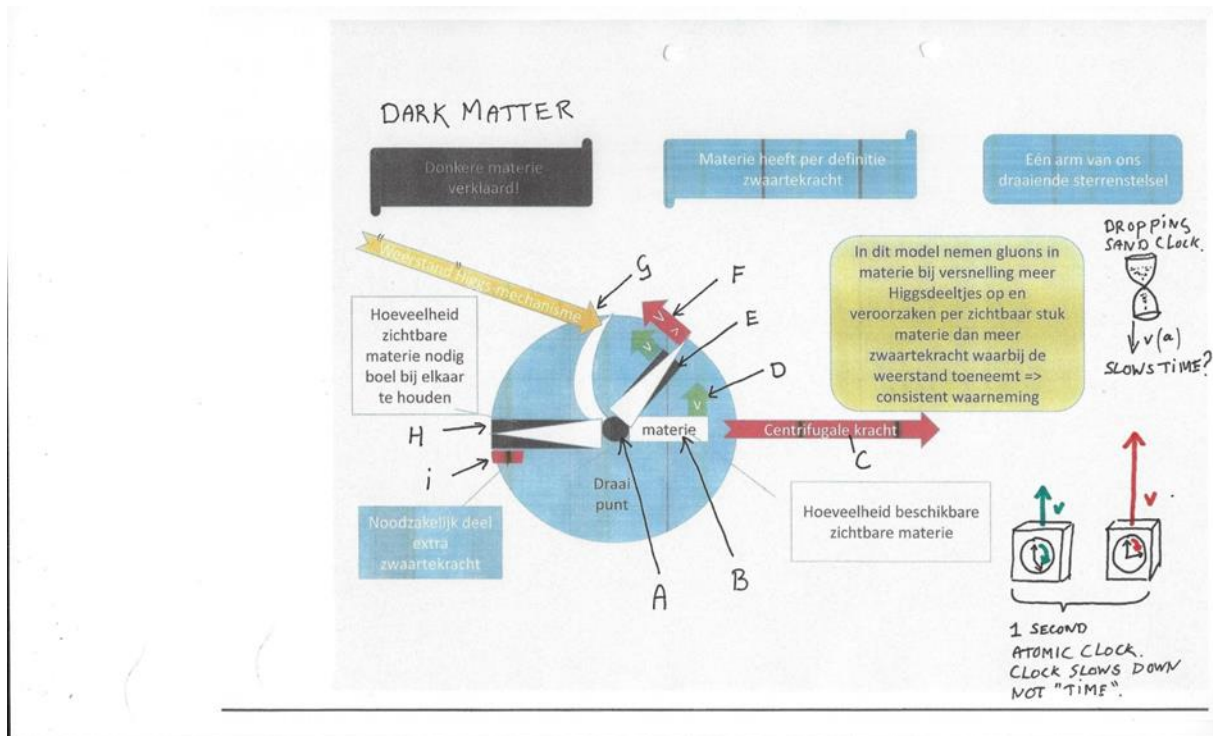 DARK MATTER
Donkere materie
verklaard!
Materie heeft per definitie
zwaartekracht
Eén arm van ons
draaiende sterrenstelsel
"Weerstand" Higgs-mechanisme
G
F
E
D
Hoeveelheid
zichtbare
materie nodig
boel bij elkaar
te houden
In dit model nemen gluons in
materie bij versnelling meer
Higgsdeeltjes op en
veroorzaken per zichtbaar stuk
materie dan meer
zwaartekracht waarbij de
weerstand toeneemt =>
consistent waarneming
DROPPING
SAND CLOCK.
v(a)
SLOWS TIME?
V
V
V
V
H
materie
Centrifugale kracht
C
i
Draai
punt
A
B
Noodzakelijk deel
extra
zwaartekracht
Hoeveelheid beschikbare
zichtbare materie
v
v
1 SECOND
ATOMIC CLOCK.
CLOCK SLOWS DOWN
NOT "TIME".